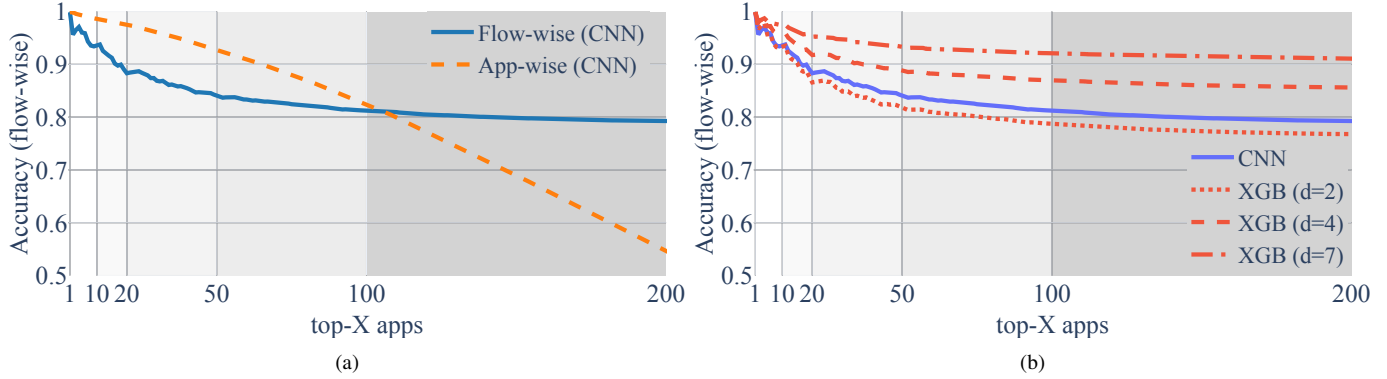 Accuracy (flow-wise)
1
0.9
0.8
0.7
0.6
0.5
Flow-wise (CNN)
App-wise (CNN)
1 10 20 50 100 200
top-X apps
(a)
Accuracy (flow-wise)
1
0.9
0.8
0.7
0.6
0.5
CNN
XGB (d=2)
XGB (d=4)
XGB (d=7)
1 10 20 50 100 200
top-X apps
(b)